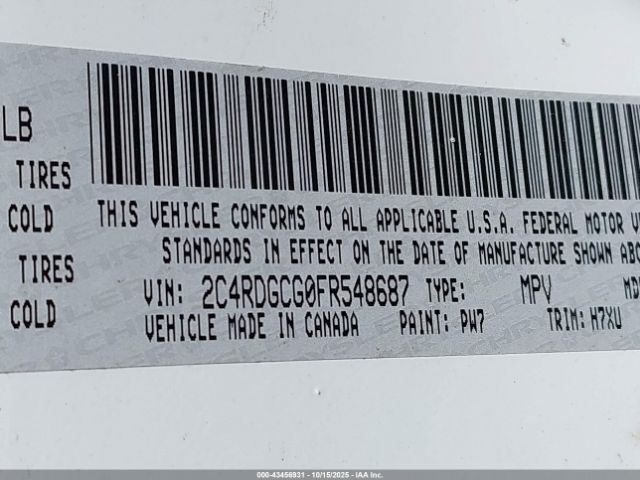 LB
TIRES
COLD THIS VEHICLE CONFORMS TO ALL APPLICABLE U.S.A. FEDERAL MOTOR V
STANDARDS IN EFFECT ON THE DATE OF MANUFACTURE SHOWN ABO
TIRES VIN: 2C4RDGCG0FR548687 TYPE: MPV MD
COLD VEHICLE MADE IN CANADA PAINT: PW7 TRIM: H7XU
000-43456931 - 10/15/2025 - IAA Inc.